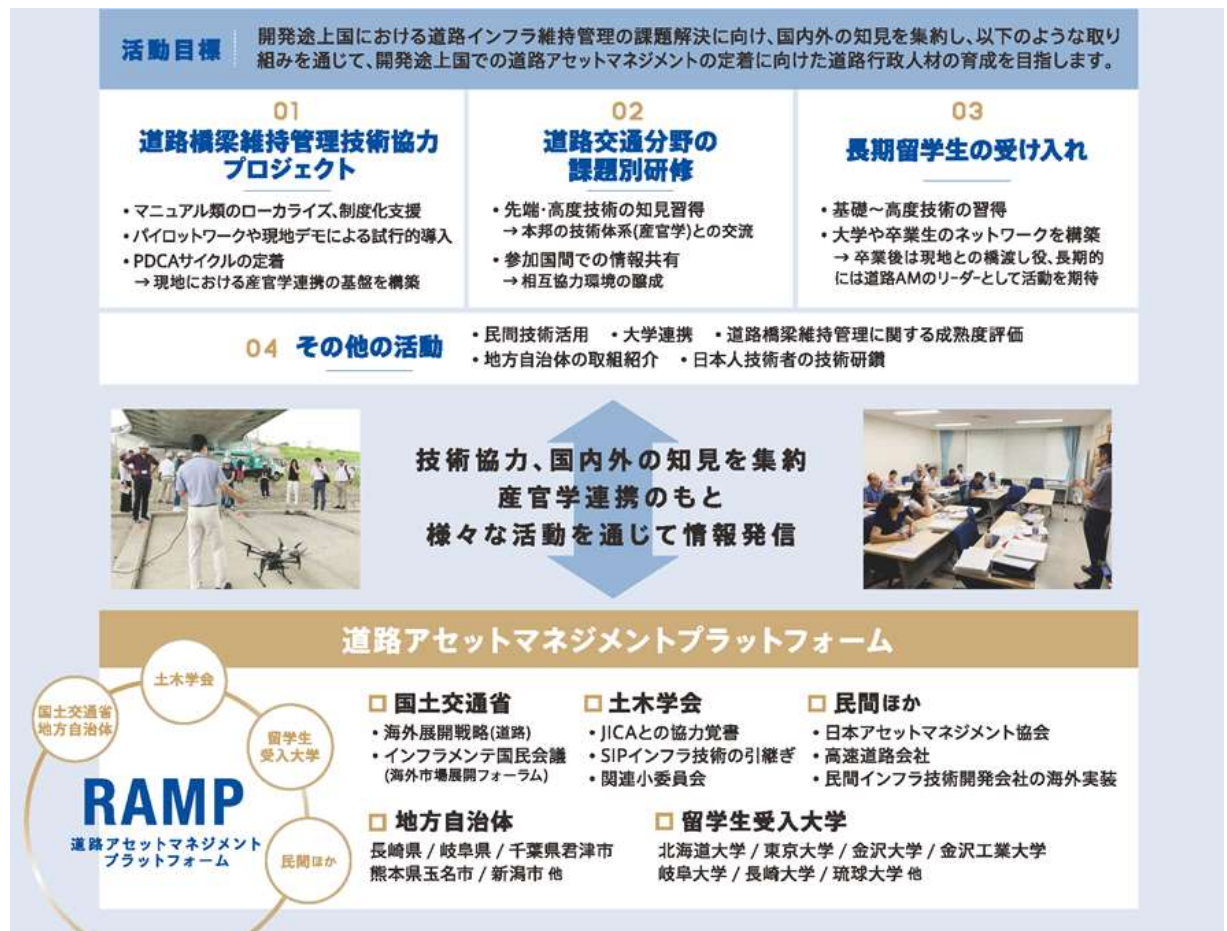 活動目標
開発途上国における道路インフラ維持管理の課題解決に向け、国内外の知見を集約し、以下のような取り
組みを通じて、開発途上国での道路アセットマネジメントの定着に向けた道路行政人材の育成を目指します。
01
道路橋梁維持管理技術協力
プロジェクト
・マニュアル類のローカライズ、制度化支援
・パイロットワークや現地デモによる試行的導入
・PDCAサイクルの定着
→ 現地における産官学連携の基盤を構築
02
道路交通分野の
課題別研修
・先端・高度技術の知見習得
→ 本邦の技術体系(産官学)との交流
・参加国間での情報共有
→ 相互協力環境の醸成
03
長期留学生の受け入れ
・基礎～高度技術の習得
・大学や卒業生のネットワークを構築
→ 卒業後は現地との橋渡し役、長期的
には道路AMのリーダーとして活動を期待
04 その他の活動
・民間技術活用 ・大学連携 ・道路橋梁維持管理に関する成熟度評価
・地方自治体の取組紹介 ・日本人技術者の技術研鑽
技術協力、国内外の知見を集約
産官学連携のもと
様々な活動を通じて情報発信
道路アセットマネジメントプラットフォーム
土木学会
国土交通省
地方自治体
留学生
受入大学
RAMP
道路アセットマネジメント
プラットフォーム
民間ほか
国土交通省
・海外展開戦略(道路)
・インフラメンテ国民会議
(海外市場展開フォーラム)
土木学会
・JICAとの協力覚書
・SIPインフラ技術の引継ぎ
・関連小委員会
民間ほか
・日本アセットマネジメント協会
・高速道路会社
・民間インフラ技術開発会社の海外実装
地方自治体
長崎県 / 岐阜県 / 千葉県君津市
熊本県玉名市 / 新潟市 他
留学生受入大学
北海道大学 / 東京大学 / 金沢大学 / 金沢工業大学
岐阜大学 / 長崎大学 / 琉球大学 他